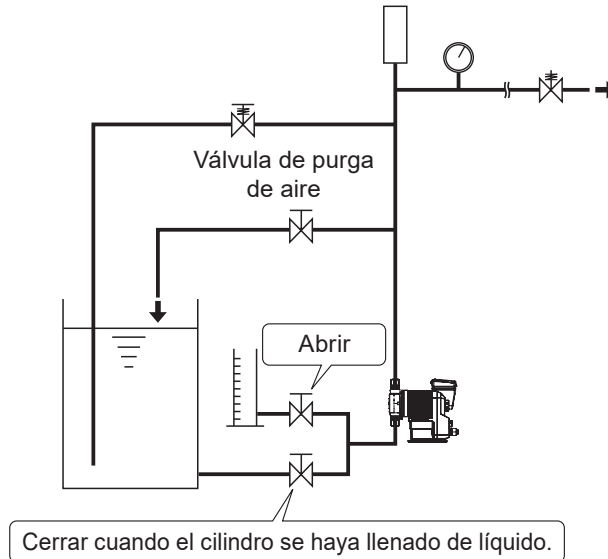 Válvula de purga
de aire
Abrir
Cerrar cuando el cilindro se haya llenado de líquido.